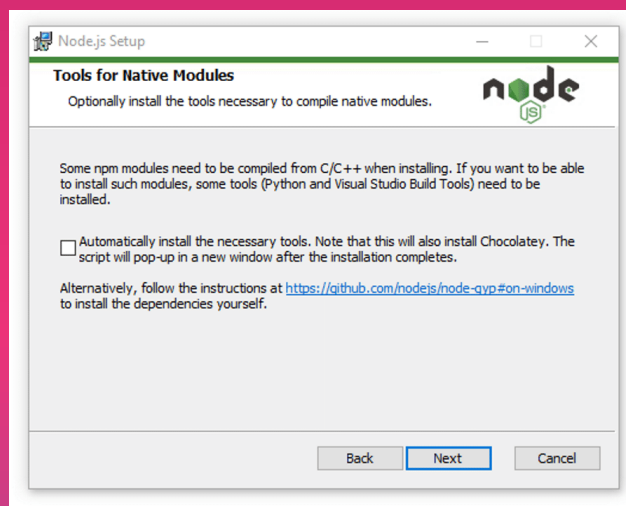 Node.js Setup
Tools for Native Modules
Optionally install the tools necessary to compile native modules.
node
JS
Some npm modules need to be compiled from C/C++ when installing. If you want to be able
to install such modules, some tools (Python and Visual Studio Build Tools) need to be
installed.
Automatically install the necessary tools. Note that this will also install Chocolatey. The
script will pop-up in a new window after the installation completes.
Alternatively, follow the instructions at https://github.com/nodejs/node-gyp#on-windows
to install the dependencies yourself.
Back Next Cancel